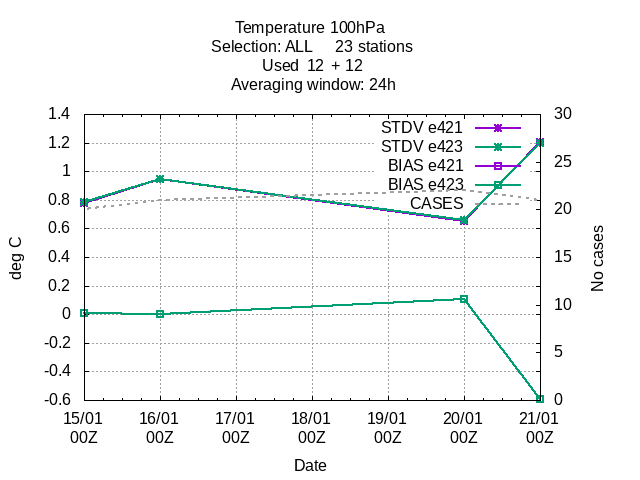 Temperature 100hPa
Selection: ALL     23 stations
Used  12 + 12
Averaging window: 24h
1.4
1.2
1
0.8
0.6
0.4
0.2
0
-0.2
-0.4
-0.6
deg C
STDV e421
STDV e423
BIAS e421
BIAS e423
CASES
30
25
20
15
10
5
0
No cases
15/01 16/01 17/01 18/01 19/01 20/01 21/01
00Z 00Z 00Z 00Z 00Z 00Z 00Z
Date